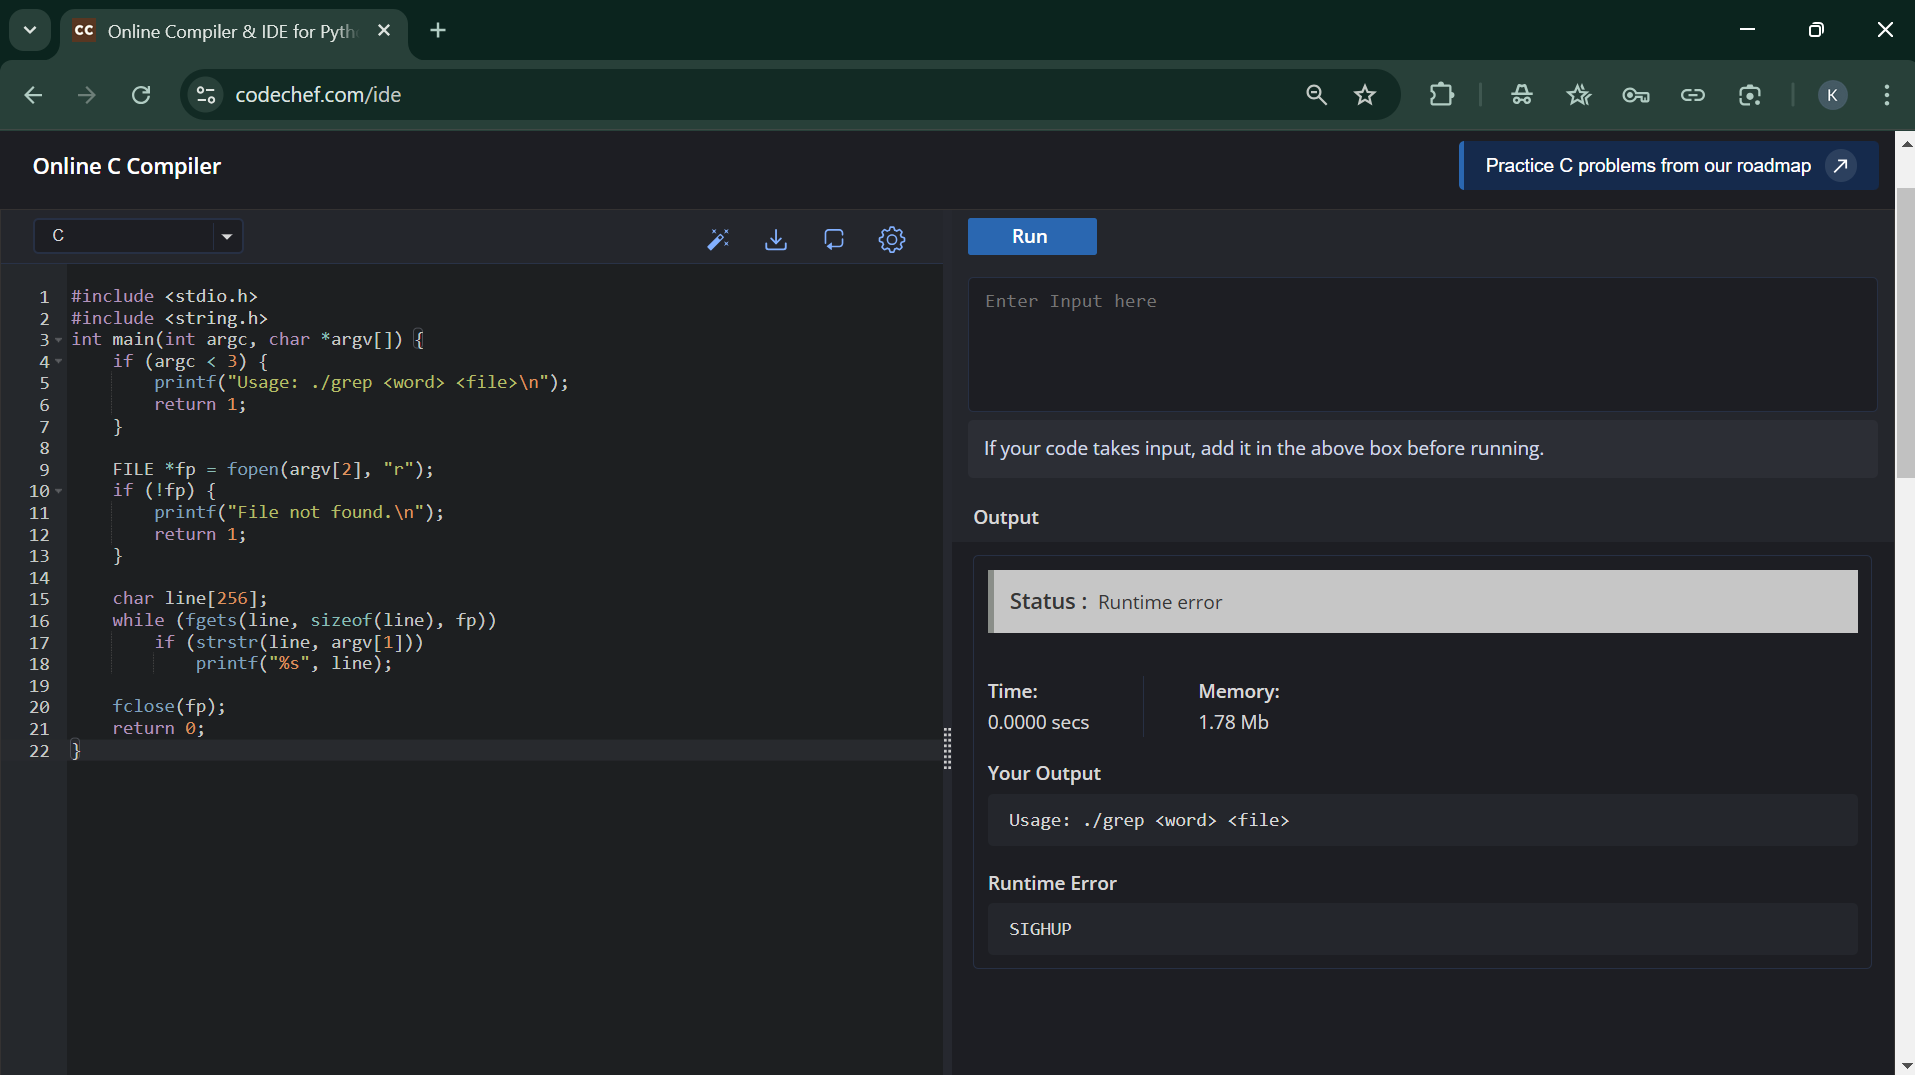 CC Online Compiler & IDE for Pyth
codechef.com/ide
K
Online C Compiler
Practice C problems from our roadmap
C
Run
1 #include <stdio.h>
2 #include <string.h>
3 int main(int argc, char *argv[]) {
4     if (argc < 3) {
5         printf("Usage: ./grep <word> <file>\n");
6         return 1;
7     }
8
9     FILE *fp = fopen(argv[2], "r");
10     if (!fp) {
11         printf("File not found.\n");
12         return 1;
13     }
14
15     char line[256];
16     while (fgets(line, sizeof(line), fp))
17         if (strstr(line, argv[1]))
18             printf("%s", line);
19
20     fclose(fp);
21     return 0;
22 }
Enter Input here
If your code takes input, add it in the above box before running.
Output
Status : Runtime error
Time:
0.0000 secs
Memory:
1.78 Mb
Your Output
Usage: ./grep <word> <file>
Runtime Error
SIGHUP